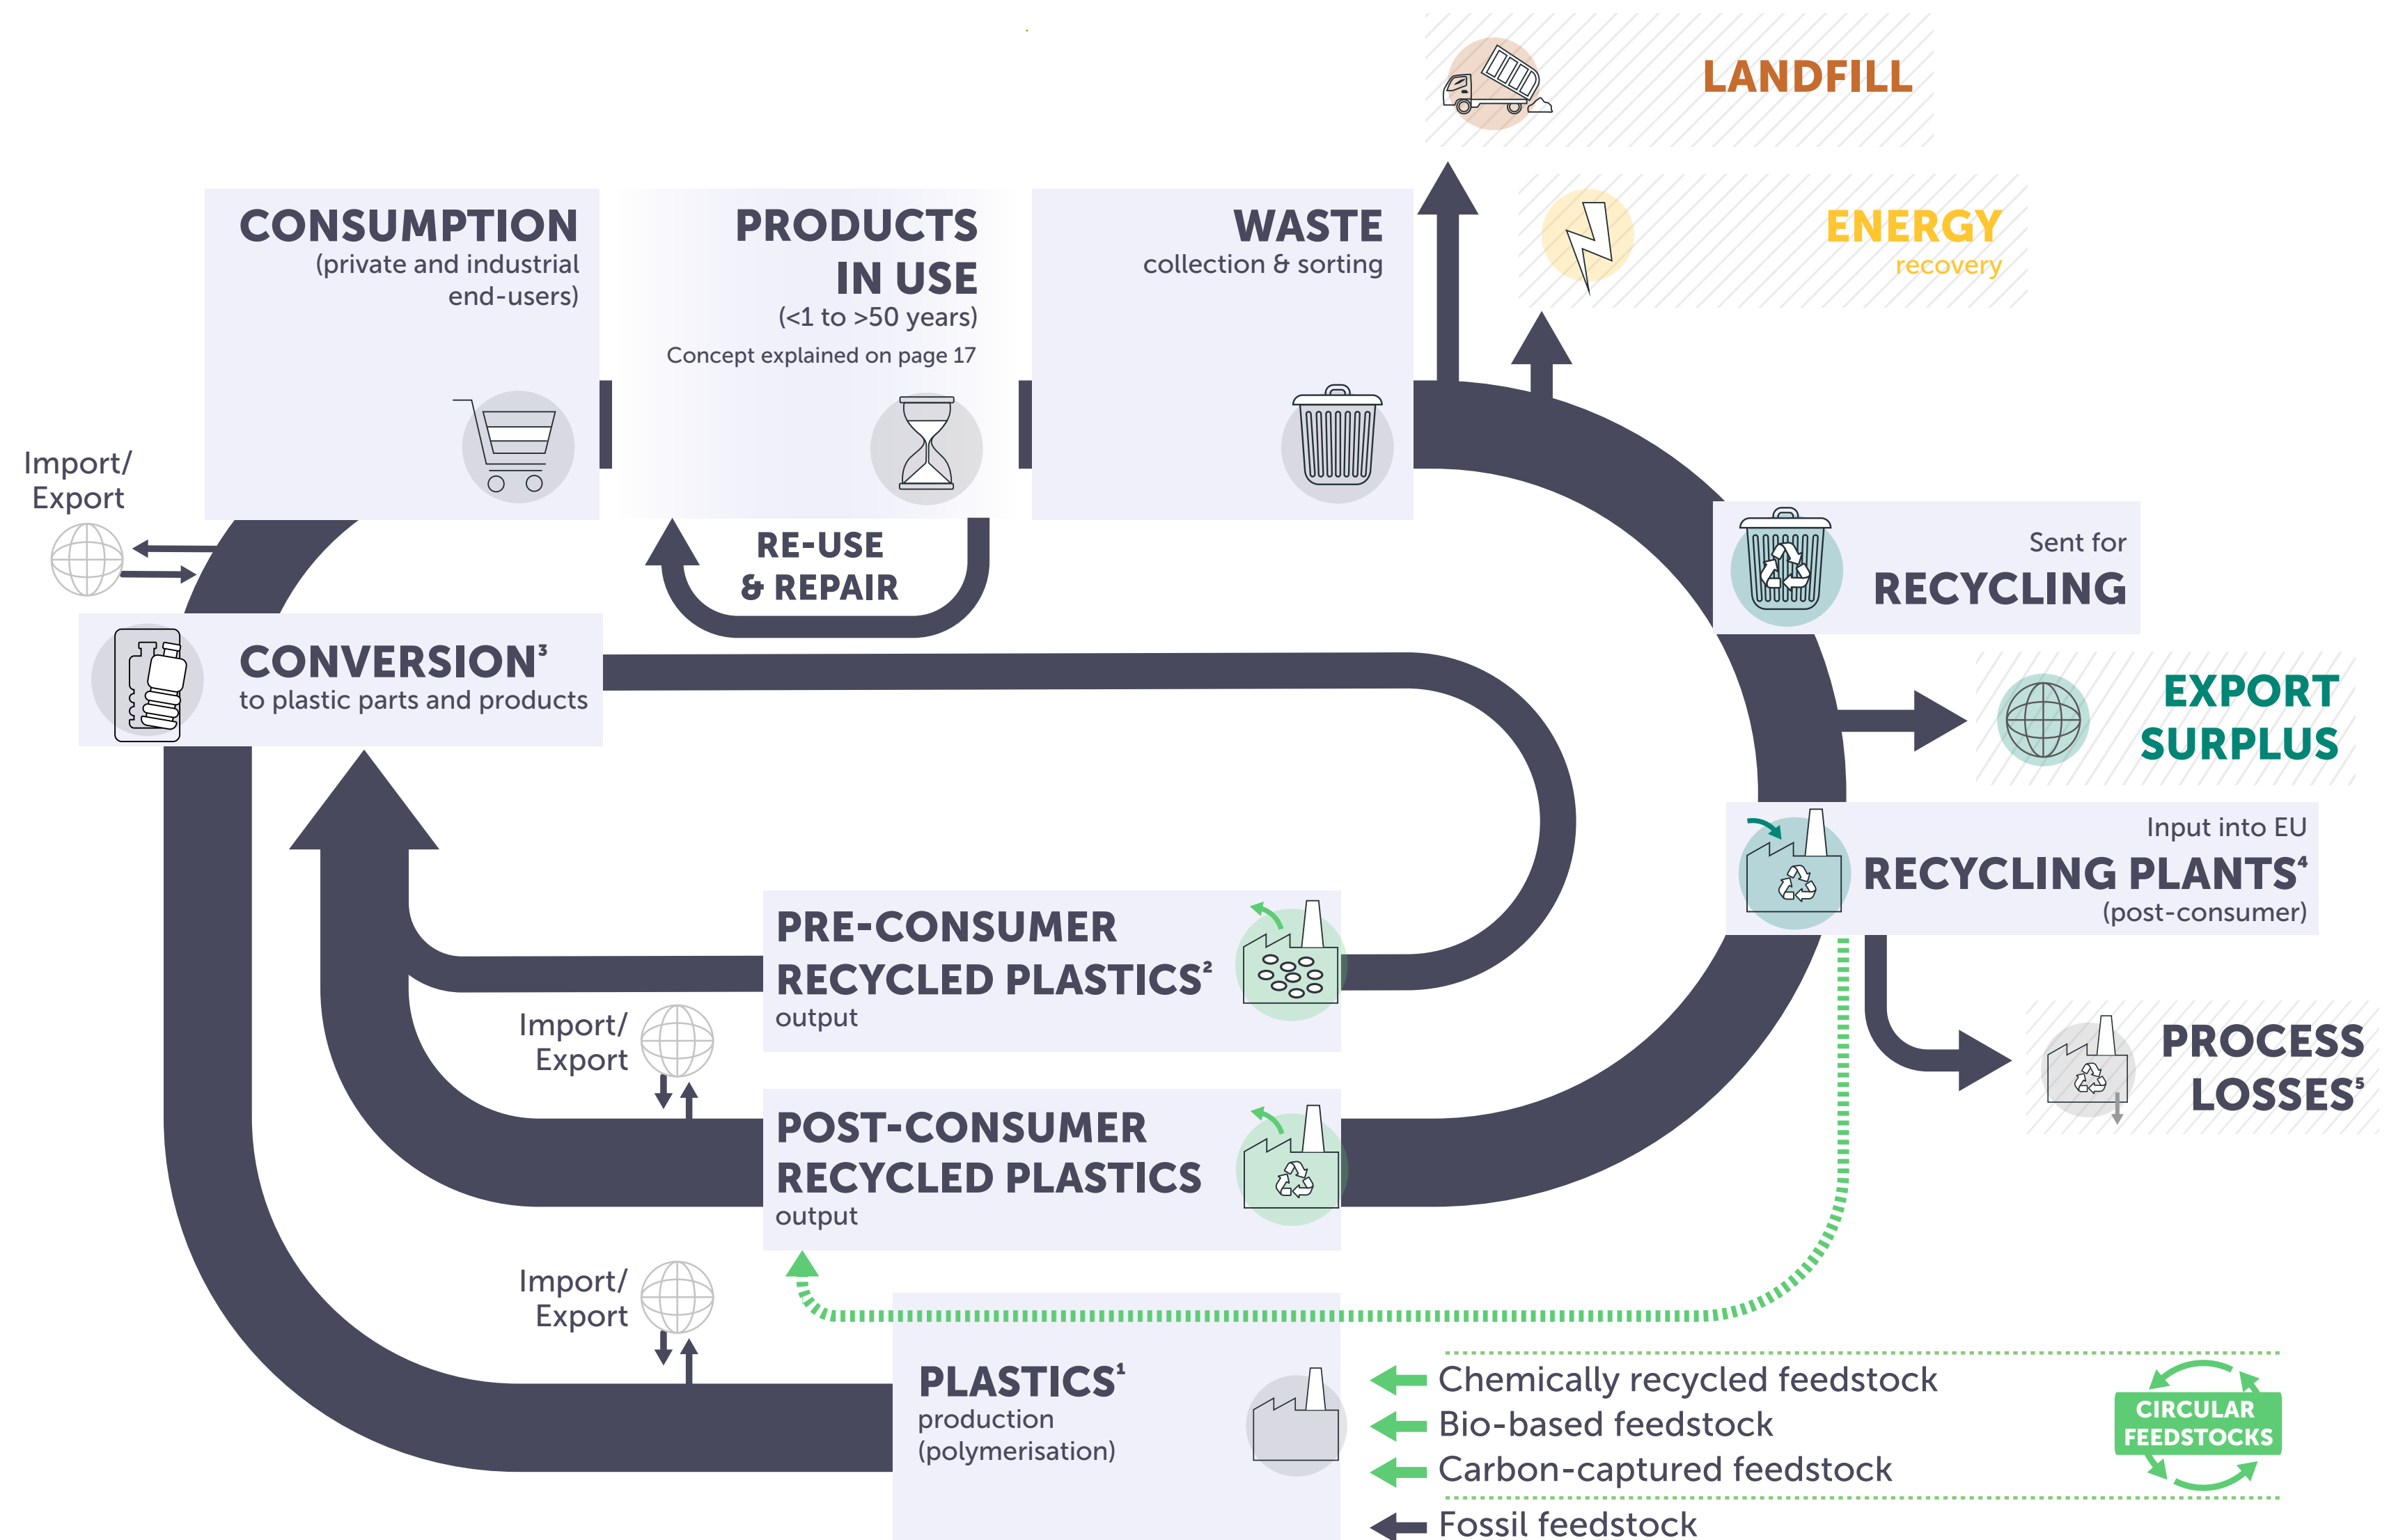 LANDFILL
ENERGY
recovery
CONSUMPTION
(private and industrial
end-users)
PRODUCTS
IN USE
(<1 to >50 years)
Concept explained on page 17
WASTE
collection & sorting
Import/
Export
RE-USE
& REPAIR
Sent for
RECYCLING
CONVERSION³
to plastic parts and products
EXPORT
SURPLUS
Input into EU
RECYCLING PLANTS⁴
(post-consumer)
PRE-CONSUMER
RECYCLED PLASTICS²
output
Import/
Export
PROCESS
LOSSES⁵
POST-CONSUMER
RECYCLED PLASTICS
output
Import/
Export
PLASTICS¹
production
(polymerisation)
Chemically recycled feedstock
Bio-based feedstock
Carbon-captured feedstock
CIRCULAR
FEEDSTOCKS
Fossil feedstock